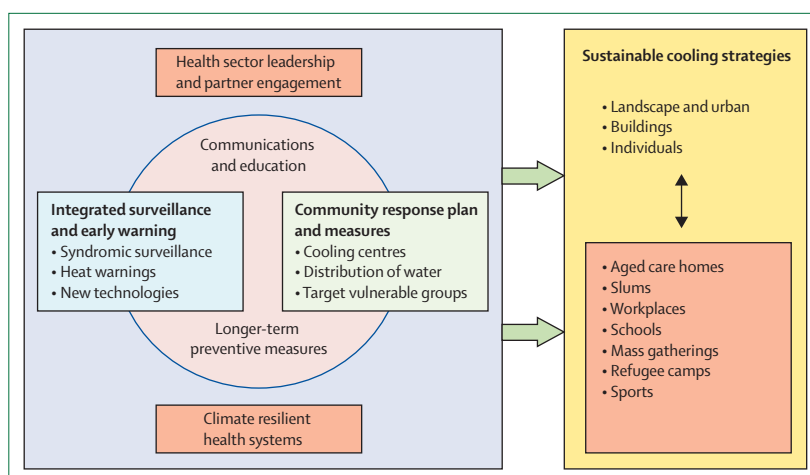 Health sector leadership
and partner engagement
Communications
and education
Integrated surveillance
and early warning
• Syndromic surveillance
• Heat warnings
• New technologies
Community response plan
and measures
• Cooling centres
• Distribution of water
• Target vulnerable groups
Longer-term
preventive measures
Climate resilient
health systems
Sustainable cooling strategies
• Landscape and urban
• Buildings
• Individuals
• Aged care homes
• Slums
• Workplaces
• Schools
• Mass gatherings
• Refugee camps
• Sports